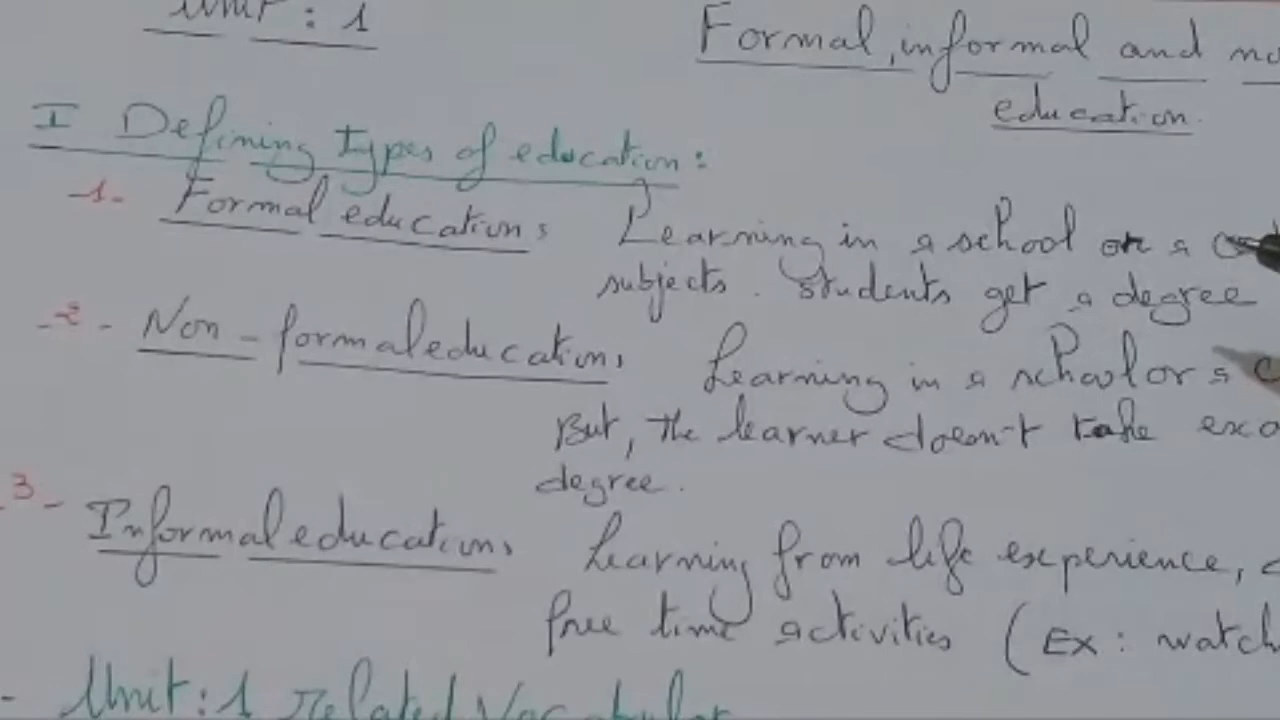 Unit : 1
Formal, informal and
education
I Defining types of education :
-1- Formal education : Learning in a school or a
subjects. Students get a degree
-2- Non-formal education : Learning in a school or a
But, the learner doesn't take
degree.
-3- Informal education : Learning from life experience,
free time activities (Ex : watch
- Unit : 1 Related Vocabular